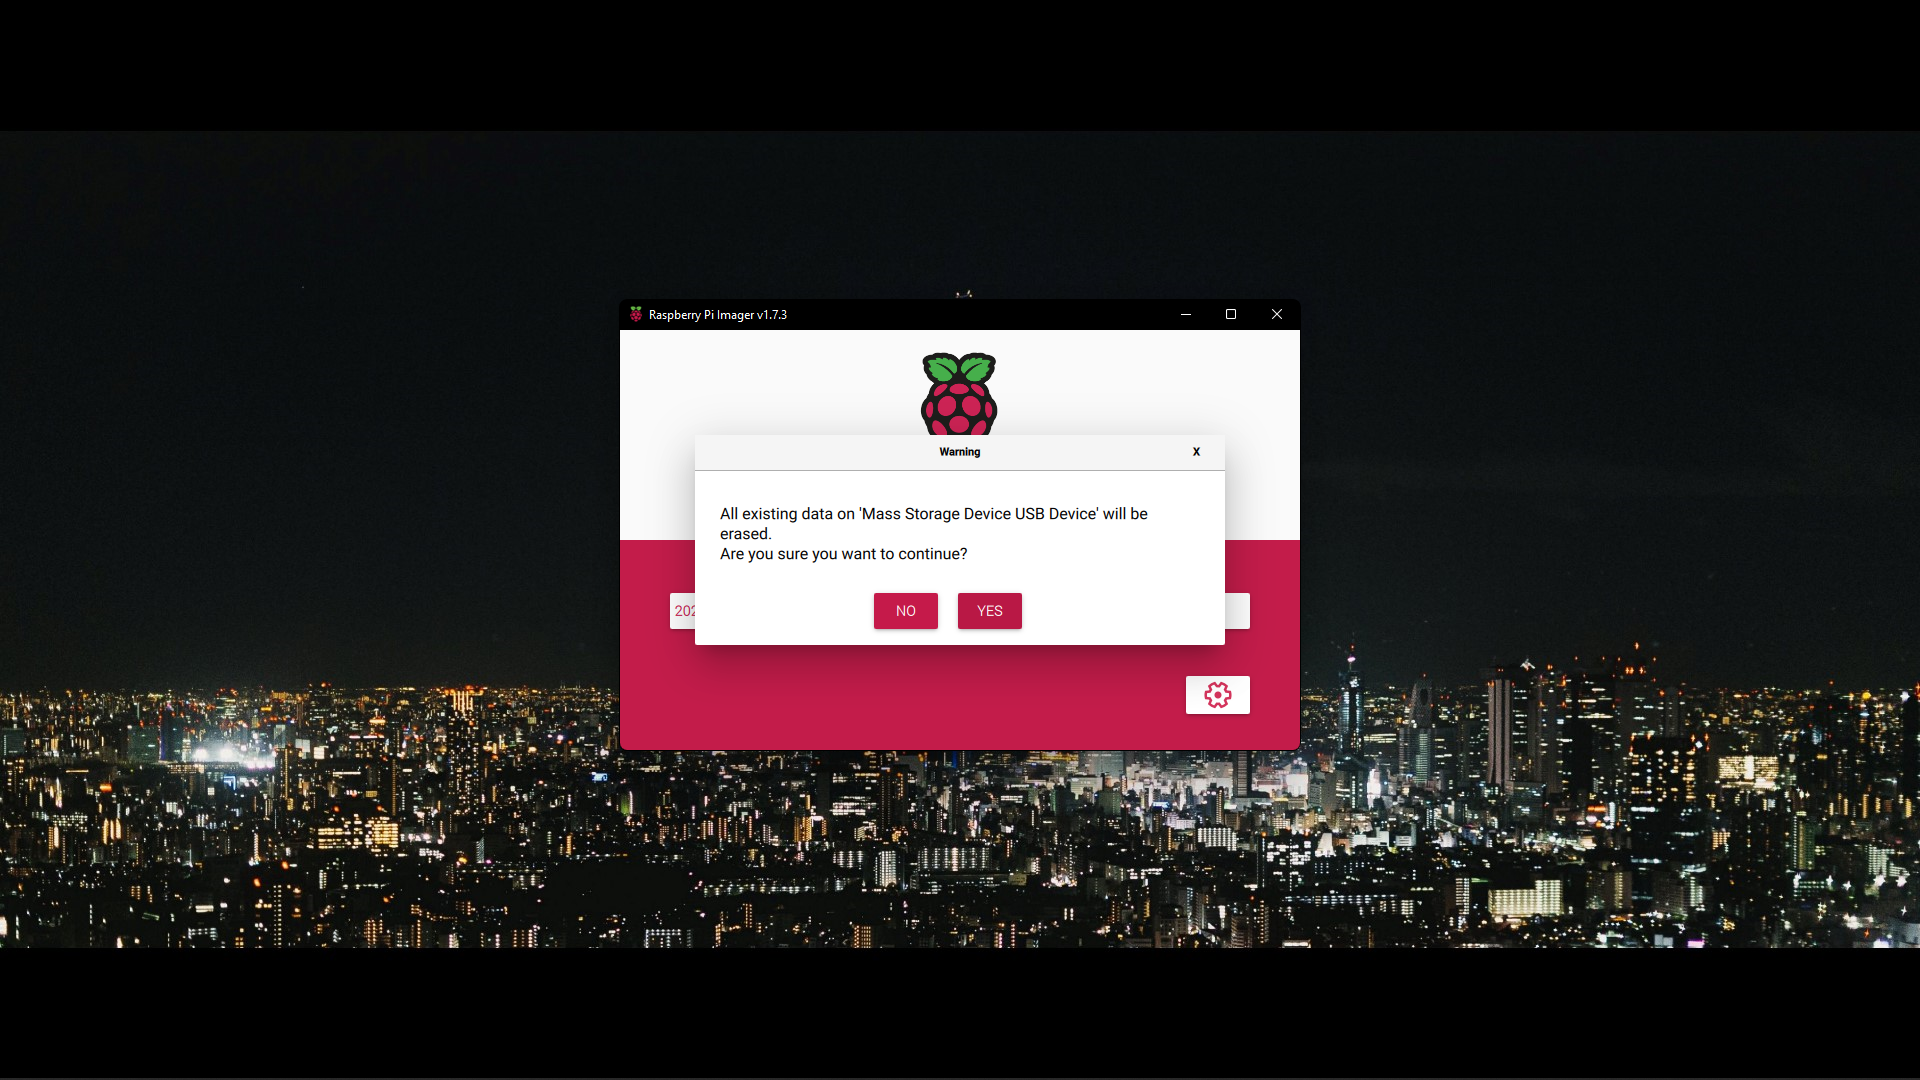 Raspberry Pi Imager v1.7.3
Warning
X
All existing data on 'Mass Storage Device USB Device' will be
erased.
Are you sure you want to continue?
202
NO
YES